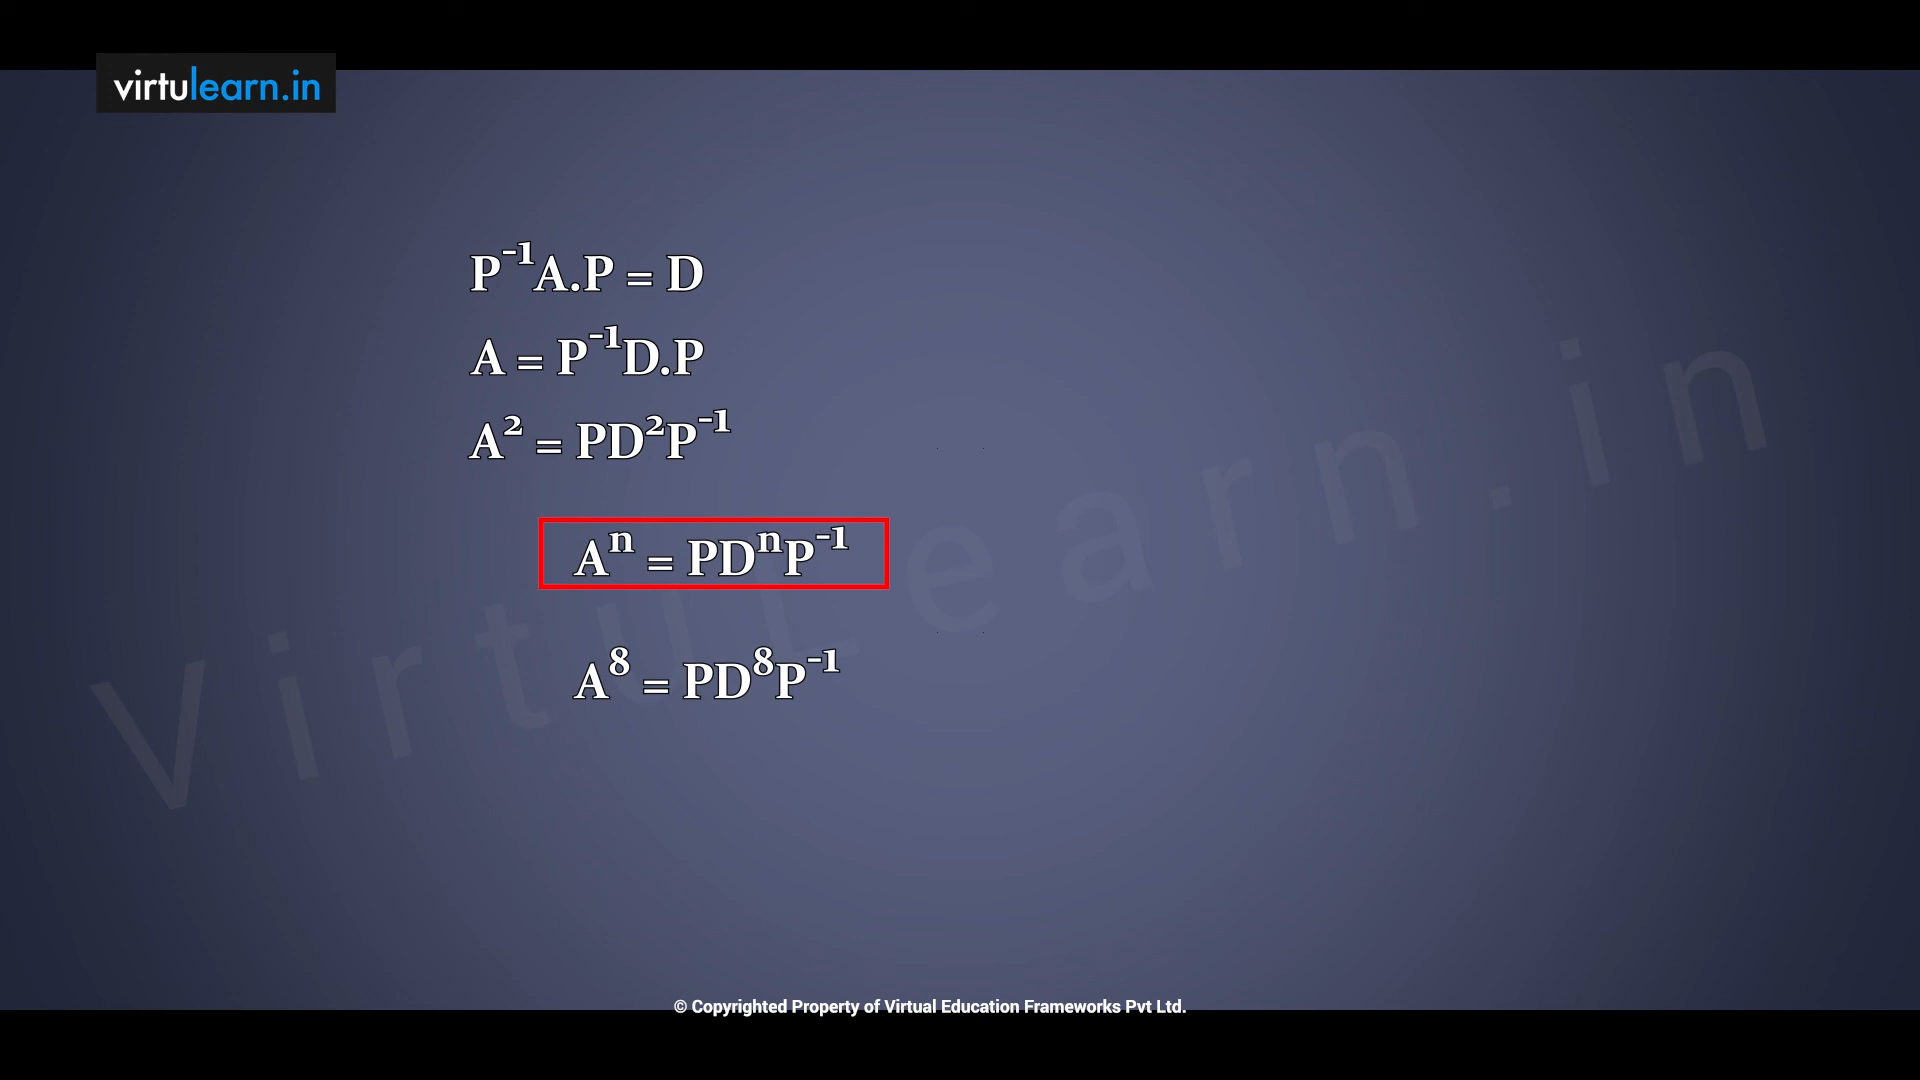 virtulearn.in
P⁻¹A.P = D
A = P⁻¹D.P
A² = PD²P⁻¹
Aⁿ = PDⁿP⁻¹
A⁸ = PD⁸P⁻¹
VirtuLearn.in
© Copyrighted Property of Virtual Education Frameworks Pvt Ltd.